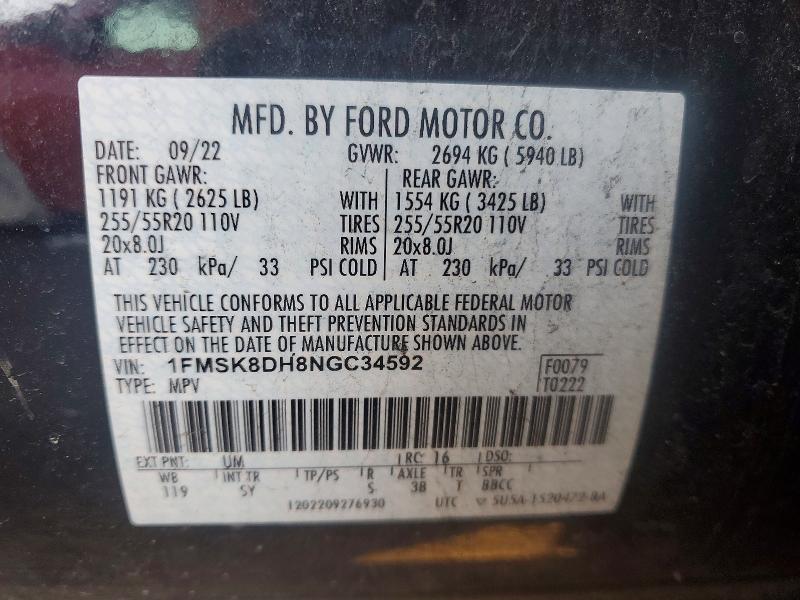 MFD. BY FORD MOTOR CO.
DATE: 09/22 GVWR: 2694 KG ( 5940 LB)
FRONT GAWR: REAR GAWR:
1191 KG ( 2625 LB) WITH 1554 KG ( 3425 LB) WITH
255/55R20 110V TIRES 255/55R20 110V TIRES
20x8.0J RIMS 20x8.0J RIMS
AT 230 kPa/ 33 PSI COLD AT 230 kPa/ 33 PSI COLD
THIS VEHICLE CONFORMS TO ALL APPLICABLE FEDERAL MOTOR
VEHICLE SAFETY AND THEFT PREVENTION STANDARDS IN
EFFECT ON THE DATE OF MANUFACTURE SHOWN ABOVE.
VIN: 1FMSK8DH8NGC34592 F0079
TYPE: MPV T0222
EXT PNT: UM RC: 16 DSO:
WB INT TR TP/PS R AXLE TR SPR
119 SY S 3B T BBCC
1202209276930 UTC 5U5A-1520472-BA